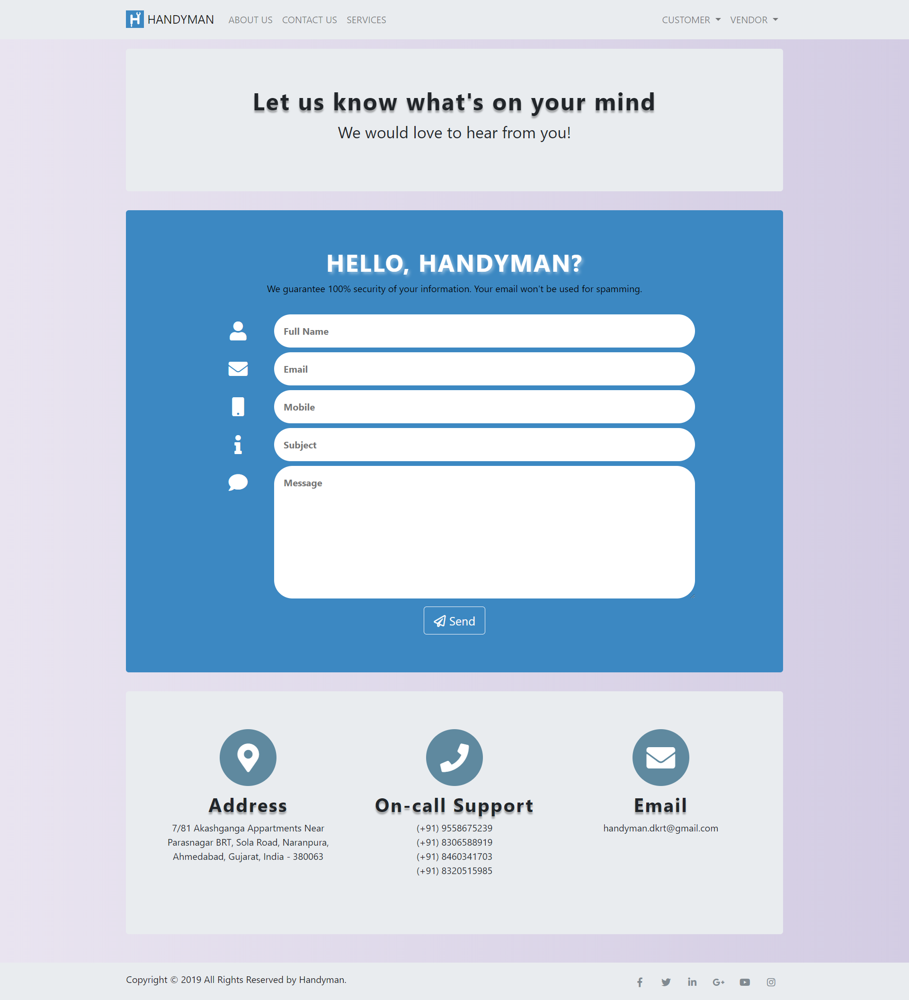 HANDYMAN ABOUT US CONTACT US SERVICES CUSTOMER VENDOR
Let us know what's on your mind
We would love to hear from you!
HELLO, HANDYMAN?
We guarantee 100% security of your information. Your email won't be used for spamming.
Full Name
Email
Mobile
Subject
Message
Send
Address
7/81 Akashganga Appartments Near
Parasnagar BRT, Sola Road, Naranpura,
Ahmedabad, Gujarat, India - 380063
On-call Support
(+91) 9558675239
(+91) 8306588919
(+91) 8460341703
(+91) 8320515985
Email
handyman.dkrt@gmail.com
Copyright © 2019 All Rights Reserved by Handyman.